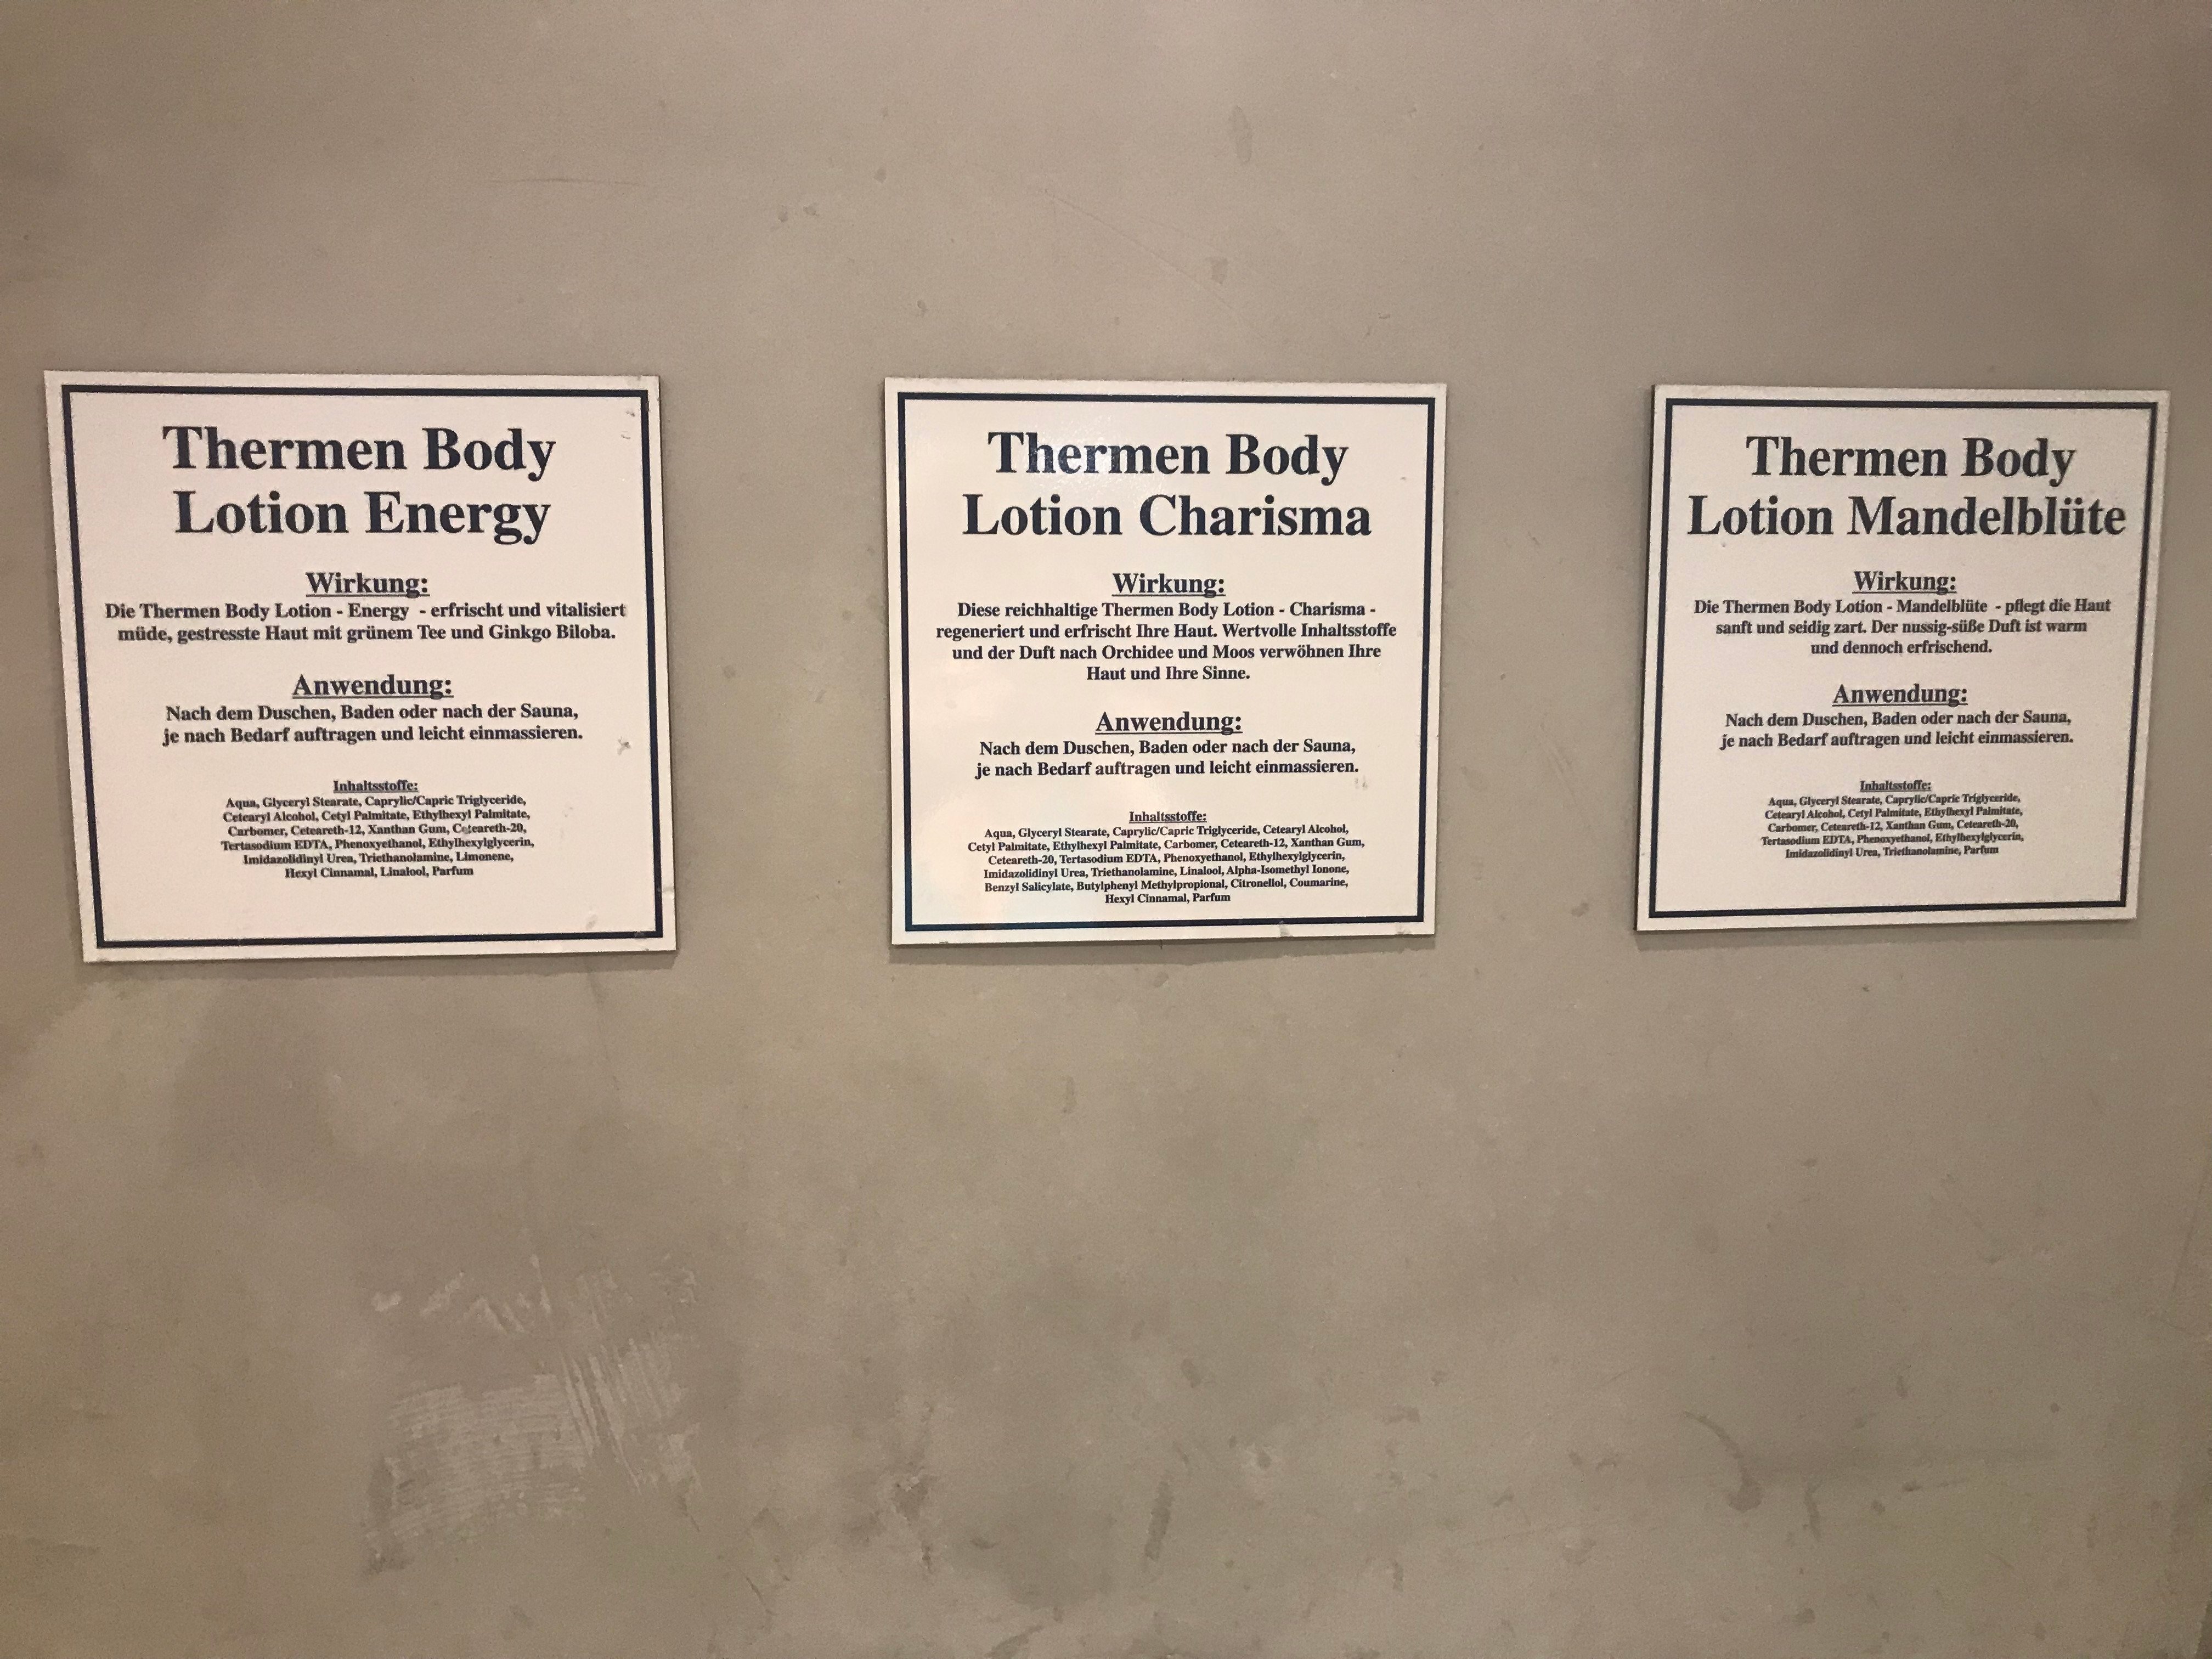 Thermen Body
Lotion Energy
Wirkung:
Die Thermen Body Lotion - Energy - erfrischt und vitalisiert
müde, gestresste Haut mit grünem Tee und Ginkgo Biloba.
Anwendung:
Nach dem Duschen, Baden oder nach der Sauna,
je nach Bedarf auftragen und leicht einmassieren.
Inhaltsstoffe:
Aqua, Glyceryl Stearate, Caprylic/Capric Triglyceride,
Cetearyl Alcohol, Cetyl Palmitate, Ethylhexyl Palmitate,
Carbomer, Ceteareth-12, Xanthan Gum, Ceteareth-20,
Tertasodium EDTA, Phenoxyethanol, Ethylhexylglycerin,
Imidazolidinyl Urea, Triethanolamine, Limonene,
Hexyl Cinnamal, Linalool, Parfum
Thermen Body
Lotion Charisma
Wirkung:
Diese reichhaltige Thermen Body Lotion - Charisma -
regeneriert und erfrischt Ihre Haut. Wertvolle Inhaltsstoffe
und der Duft nach Orchidee und Moos verwöhnen Ihre
Haut und Ihre Sinne.
Anwendung:
Nach dem Duschen, Baden oder nach der Sauna,
je nach Bedarf auftragen und leicht einmassieren.
Inhaltsstoffe:
Aqua, Glyceryl Stearate, Caprylic/Capric Triglyceride, Cetearyl Alcohol,
Cetyl Palmitate, Ethylhexyl Palmitate, Carbomer, Ceteareth-12, Xanthan Gum,
Ceteareth-20, Tertasodium EDTA, Phenoxyethanol, Ethylhexylglycerin,
Imidazolidinyl Urea, Triethanolamine, Linalool, Alpha-Isomethyl Ionone,
Benzyl Salicylate, Butylphenyl Methylpropional, Citronellol, Coumarine,
Hexyl Cinnamal, Parfum
Thermen Body
Lotion Mandelblüte
Wirkung:
Die Thermen Body Lotion - Mandelblüte - pflegt die Haut
sanft und seidig zart. Der nussig-süße Duft ist warm
und dennoch erfrischend.
Anwendung:
Nach dem Duschen, Baden oder nach der Sauna,
je nach Bedarf auftragen und leicht einmassieren.
Inhaltsstoffe:
Aqua, Glyceryl Stearate, Caprylic/Capric Triglyceride,
Cetearyl Alcohol, Cetyl Palmitate, Ethylhexyl Palmitate,
Carbomer, Ceteareth-12, Xanthan Gum, Ceteareth-20,
Tertasodium EDTA, Phenoxyethanol, Ethylhexylglycerin,
Imidazolidinyl Urea, Triethanolamine, Parfum